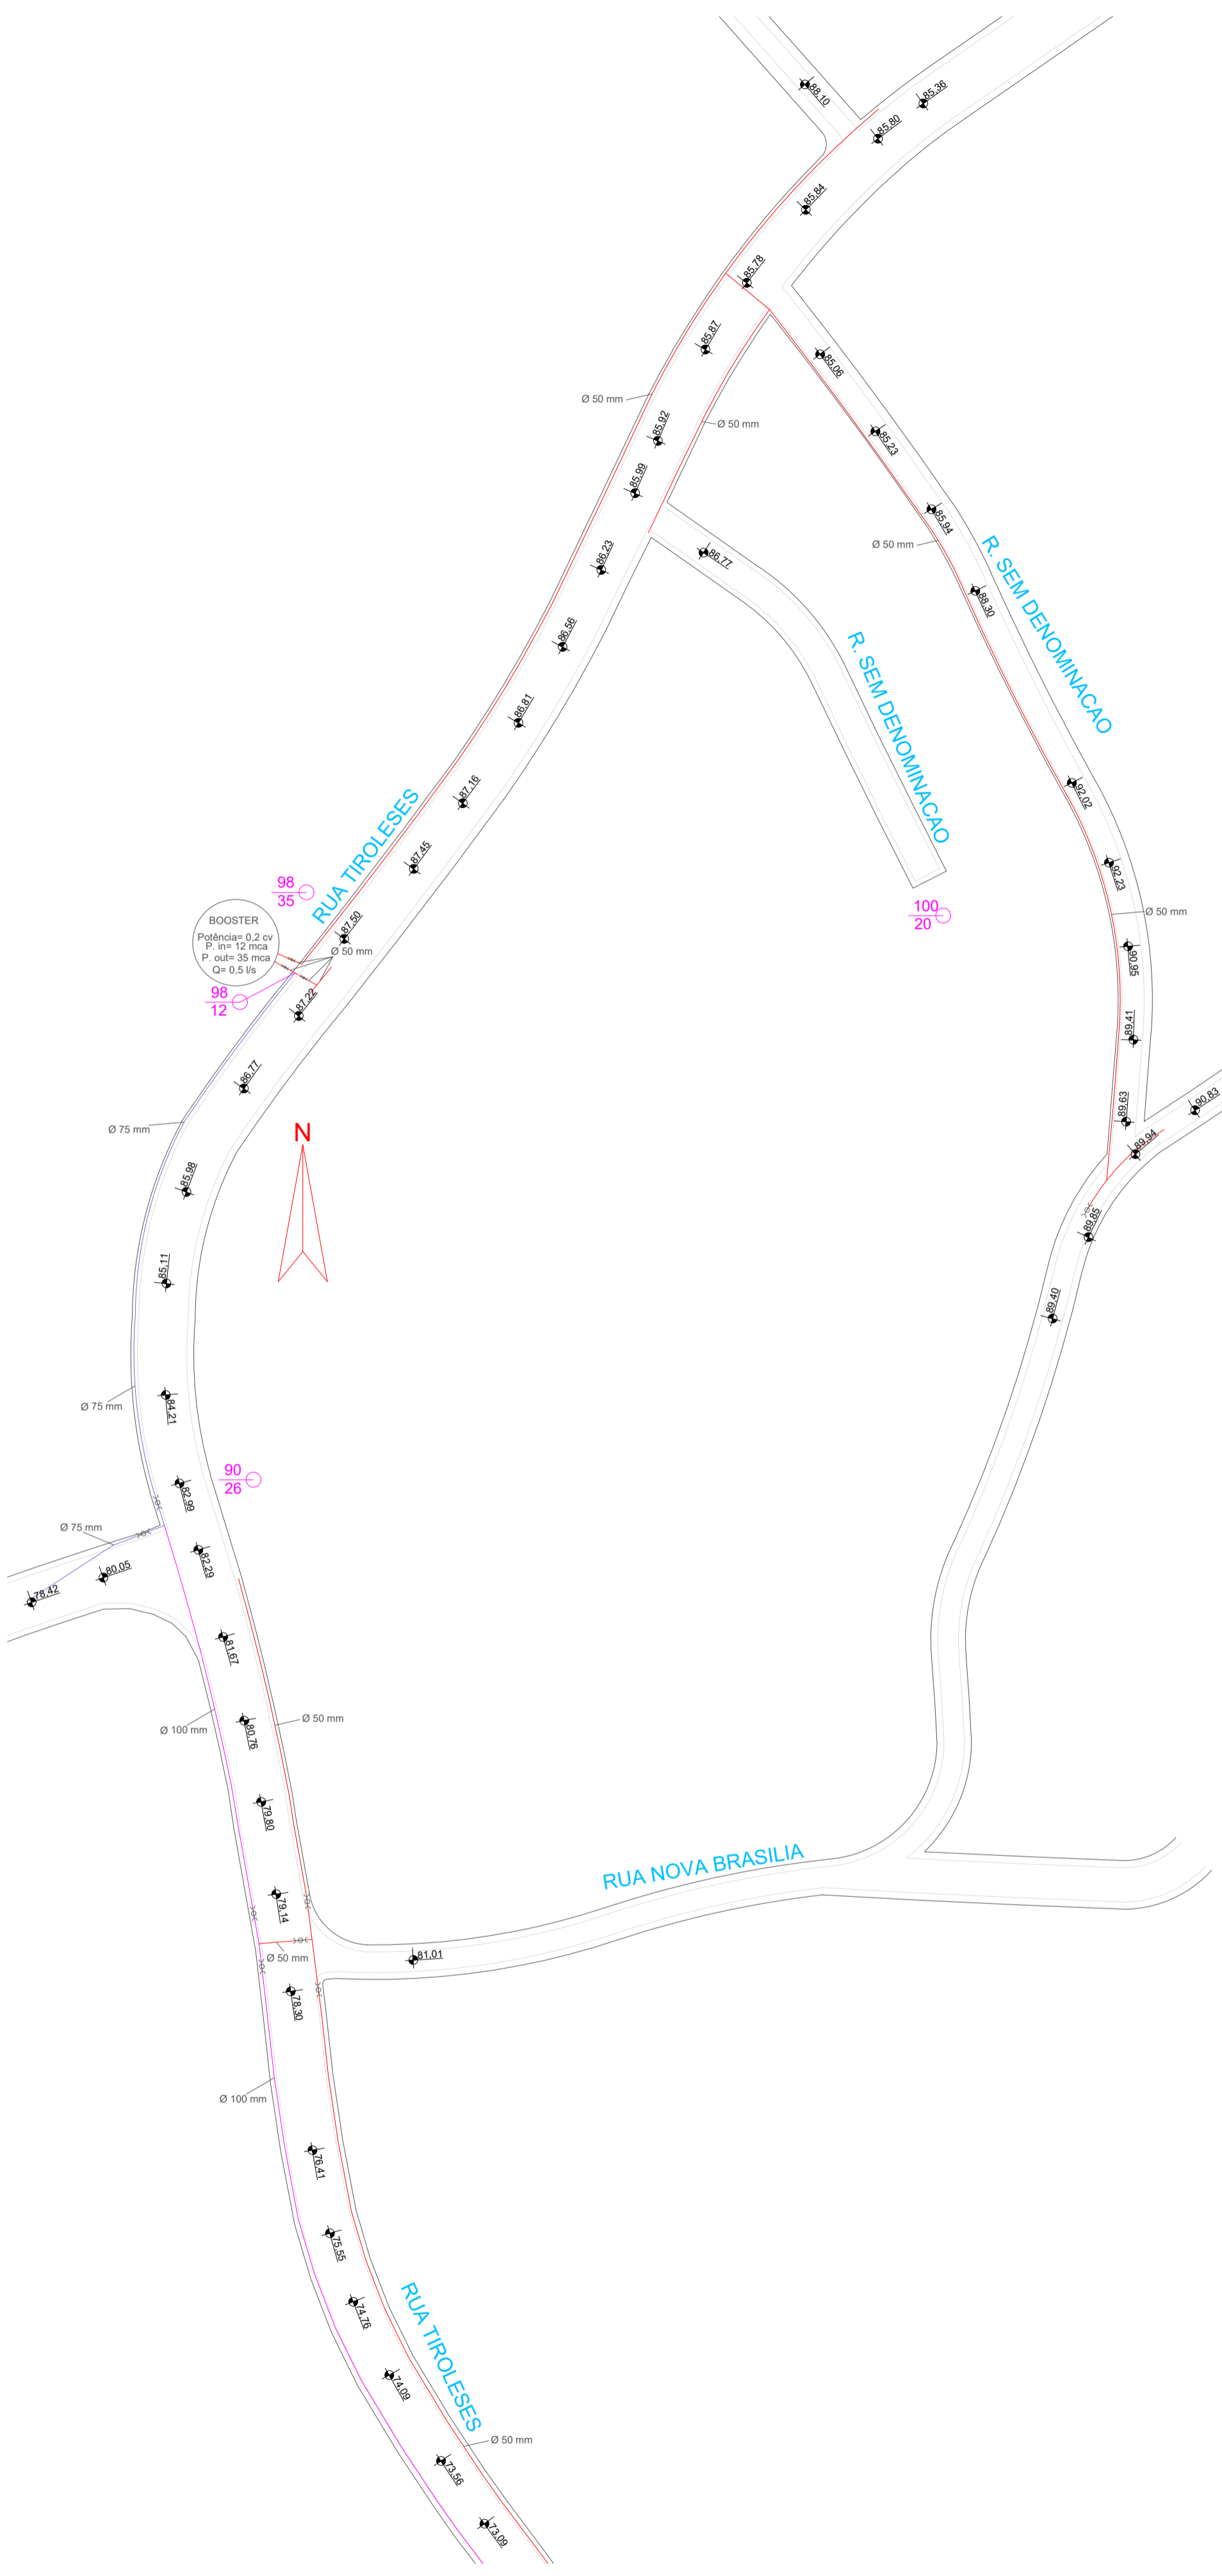 88,10
85,36
85,80
85,84
85,78
85,87
85,06
Ø 50 mm
85,92
Ø 50 mm
85,23
85,99
85,94
Ø 50 mm
86,77
86,23
R. SEM DENOMINACAO
88,30
86,56
R. SEM DENOMINACAO
86,81
87,16
92,02
RUA TIROLESES
87,45
92,23
98
35
100
20
Ø 50 mm
BOOSTER
Potência= 0,2 cv
P. in= 12 mca
P. out= 35 mca
Q= 0,5 l/s
87,50
Ø 50 mm
90,95
98
12
87,22
89,41
86,77
Ø 75 mm
N
89,63
90,83
89,94
85,98
89,85
85,11
89,40
84,21
Ø 75 mm
90
26
82,99
Ø 75 mm
82,29
80,05
78,42
81,67
Ø 50 mm
Ø 100 mm
80,76
79,80
RUA NOVA BRASILIA
79,14
Ø 50 mm
81,01
78,30
Ø 100 mm
76,41
75,55
74,76
RUA TIROLESES
74,09
Ø 50 mm
73,56
73,09